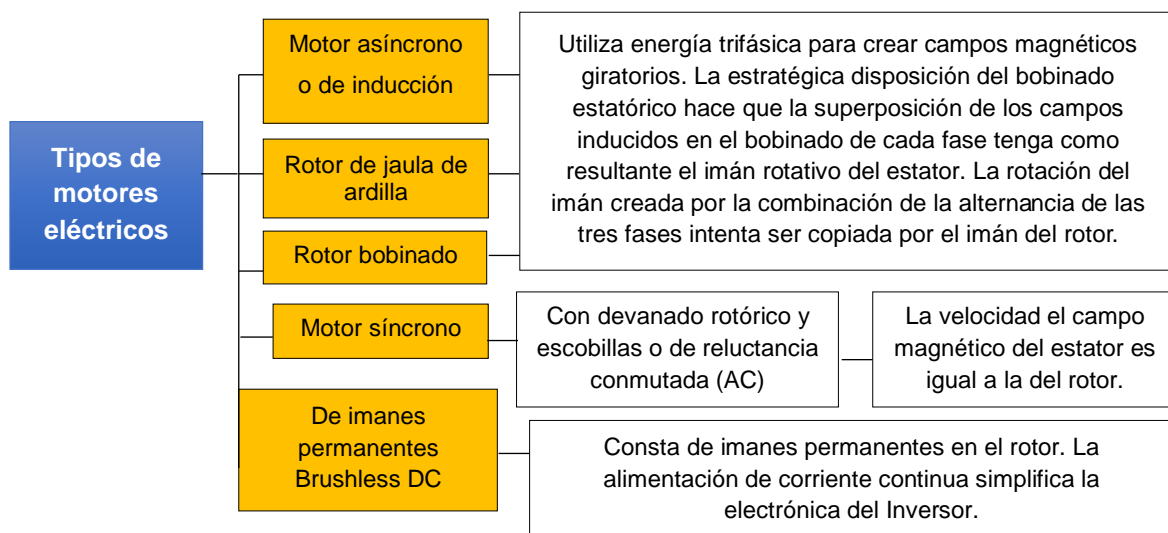 Tipos de
motores
eléctricos
Motor asíncrono
o de inducción
Rotor de jaula de
ardilla
Rotor bobinado
Utiliza energía trifásica para crear campos magnéticos
giratorios. La estratégica disposición del bobinado
estatórico hace que la superposición de los campos
inducidos en el bobinado de cada fase tenga como
resultante el imán rotativo del estator. La rotación del
imán creada por la combinación de la alternancia de las
tres fases intenta ser copiada por el imán del rotor.
Motor síncrono
Con devanado rotórico y
escobillas o de reluctancia
conmutada (AC)
La velocidad el campo
magnético del estator es
igual a la del rotor.
De imanes
permanentes
Brushless DC
Consta de imanes permanentes en el rotor. La
alimentación de corriente continua simplifica la
electrónica del Inversor.